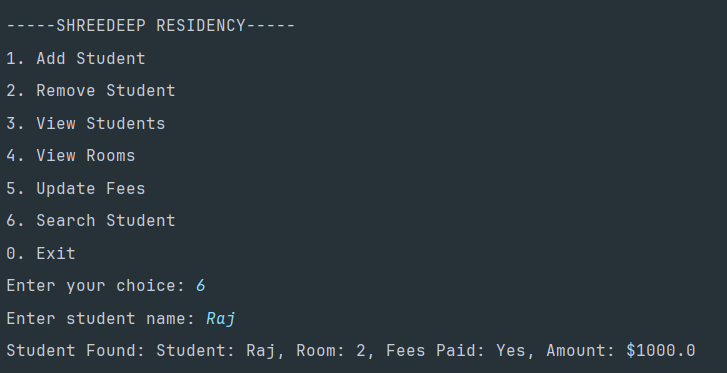 -----SHREEDEEP RESIDENCY-----
1. Add Student
2. Remove Student
3. View Students
4. View Rooms
5. Update Fees
6. Search Student
0. Exit
Enter your choice: 6
Enter student name: Raj
Student Found: Student: Raj, Room: 2, Fees Paid: Yes, Amount: $1000.0